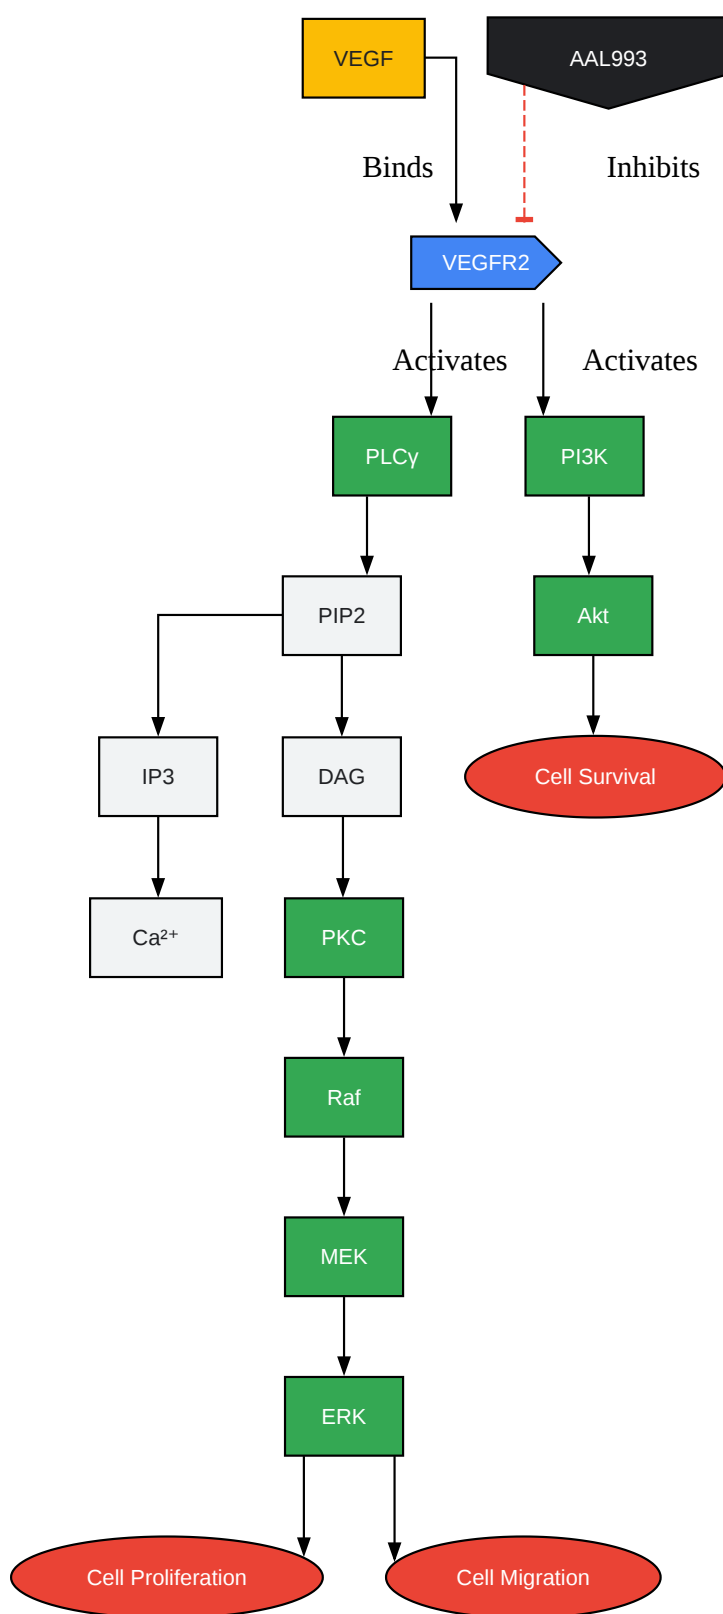 VEGF
AAL993
Binds
Inhibits
VEGFR2
Activates
Activates
PLCγ
PI3K
PIP2
Akt
IP3
DAG
Cell Survival
Ca²⁺
PKC
Raf
MEK
ERK
Cell Proliferation
Cell Migration